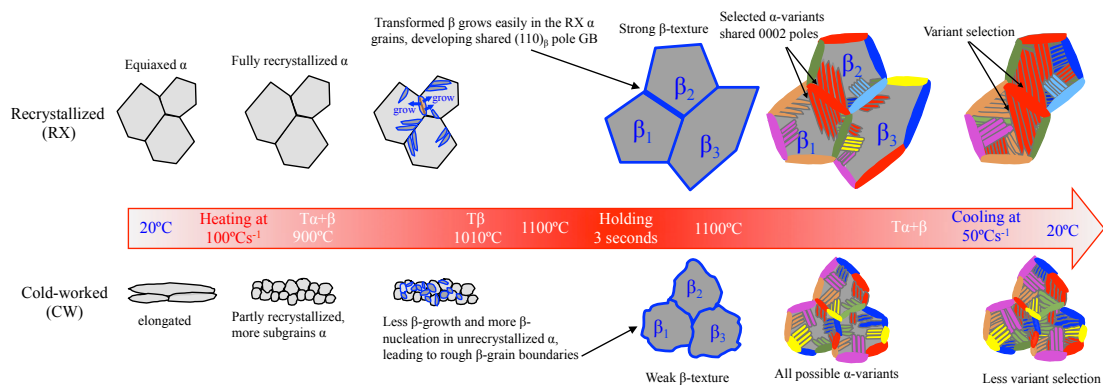 Transformed β grows easily in the RX α
grains, developing shared (110)β pole GB
Strong β-texture
Selected α-variants
shared 0002 poles
Variant selection
Equiaxed α
Fully recrystallized α
Recrystallized
(RX)
grow
grow
β2
β1
β3
β2
β1
β3
20ºC
Heating at
100ºCs-1
Tα+β
900ºC
Tβ
1010ºC
1100ºC
Holding
3 seconds
1100ºC
Tα+β
Cooling at
50ºCs-1
20ºC
Cold-worked
(CW)
elongated
Partly recrystallized,
more subgrains α
Less β-growth and more β-
nucleation in unrecrystallized α,
leading to rough β-grain boundaries
β2
β1
β3
Weak β-texture
All possible α-variants
Less variant selection